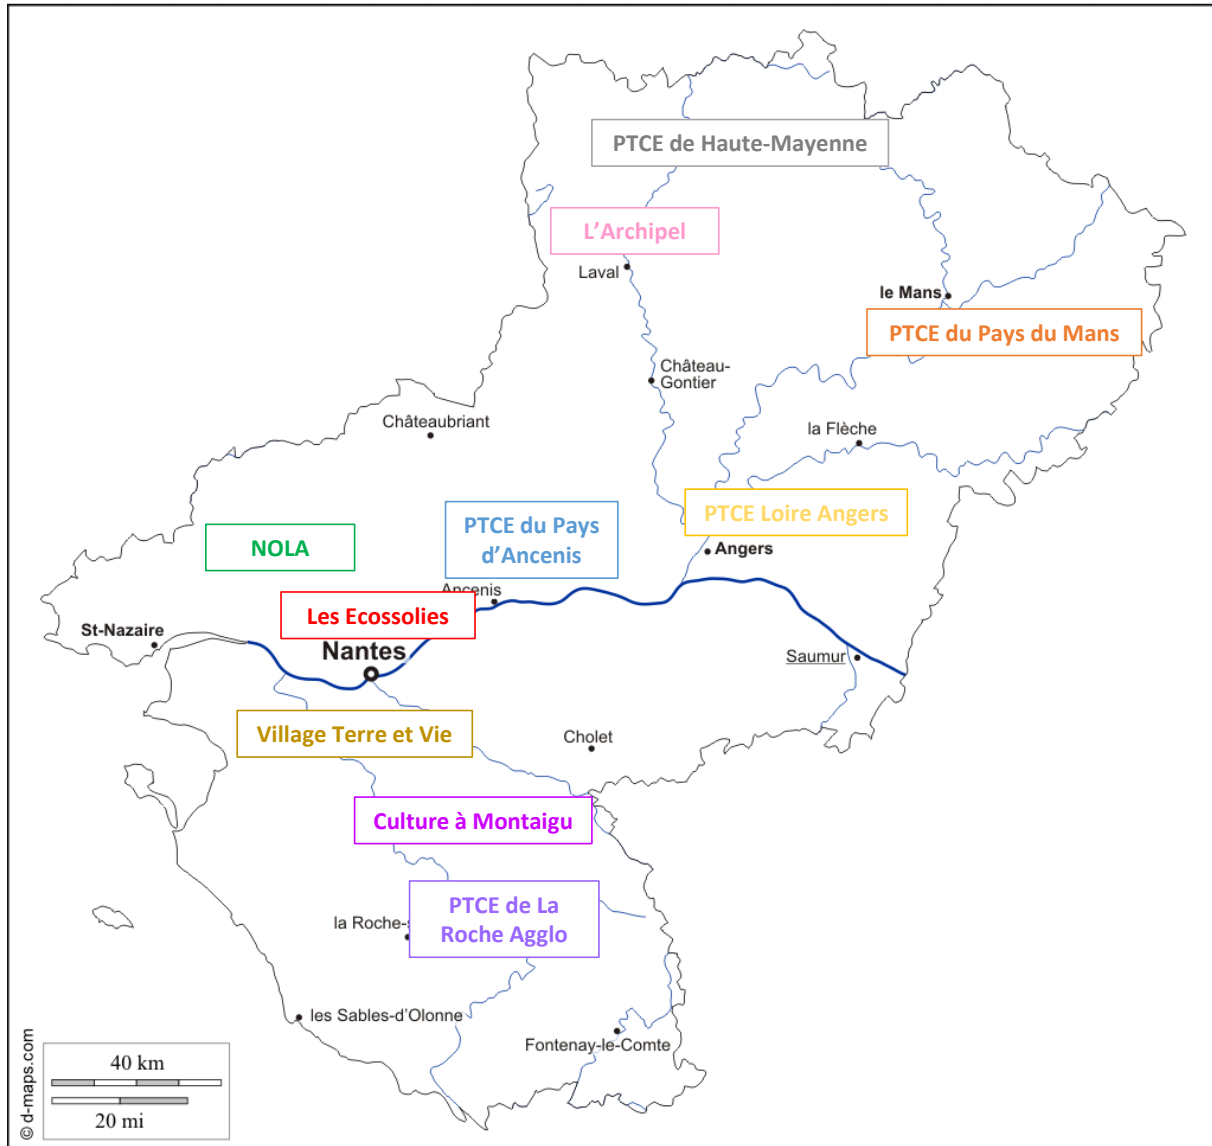 PTCE de Haute-Mayenne
L’Archipel
Laval
le Mans
PTCE du Pays du Mans
Château-
Gontier
Châteaubriant
la Flèche
PTCE du Pays
d’Ancenis
PTCE Loire Angers
NOLA
Angers
Ancenis
Les Ecossolies
St-Nazaire
Nantes
Saumur
Village Terre et Vie
Cholet
Culture à Montaigu
PTCE de La
Roche Agglo
la Roche-
les Sables-d’Olonne
Fontenay-le-Comte
40 km
20 mi
© d-maps.com